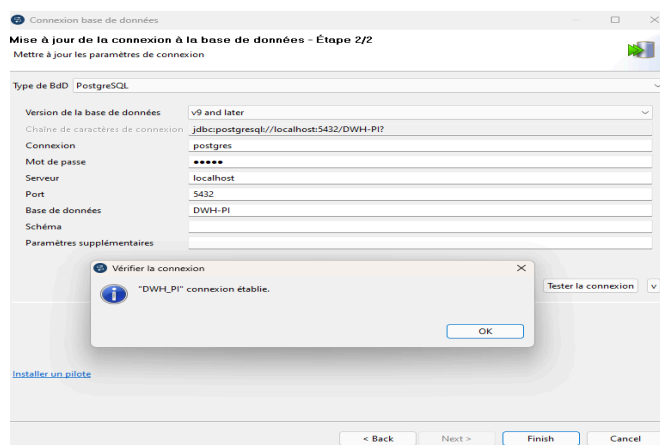 Connexion base de données
Mise à jour de la connexion à la base de données - Étape 2/2
Mettre à jour les paramètres de connexion
Type de BdD PostgreSQL
Version de la base de données v9 and later
Chaîne de caractères de connexion jdbc:postgresql://localhost:5432/DWH-PI?
Connexion postgres
Mot de passe •••••
Serveur localhost
Port 5432
Base de données DWH-PI
Schéma
Paramètres supplémentaires
Vérifier la connexion
"DWH_PI" connexion établie.
OK
Tester la connexion v
Installer un pilote
< Back Next > Finish Cancel